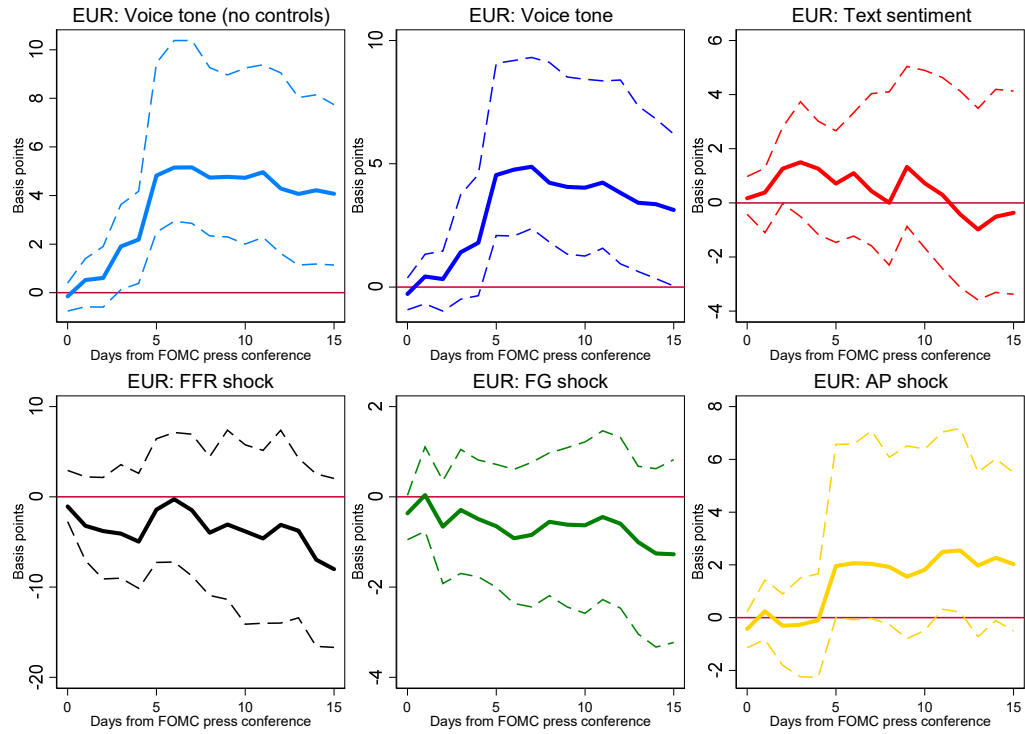 EUR: Voice tone (no controls)
Basis points
0
2
4
6
8
10
0
5
10
15
Days from FOMC press conference
EUR: Voice tone
Basis points
0
5
10
0
5
10
15
Days from FOMC press conference
EUR: Text sentiment
Basis points
-4
-2
0
2
4
6
0
5
10
15
Days from FOMC press conference
EUR: FFR shock
Basis points
-20
-10
0
10
0
5
10
15
Days from FOMC press conference
EUR: FG shock
Basis points
-4
-2
0
2
0
5
10
15
Days from FOMC press conference
EUR: AP shock
Basis points
-2
0
2
4
6
8
0
5
10
15
Days from FOMC press conference